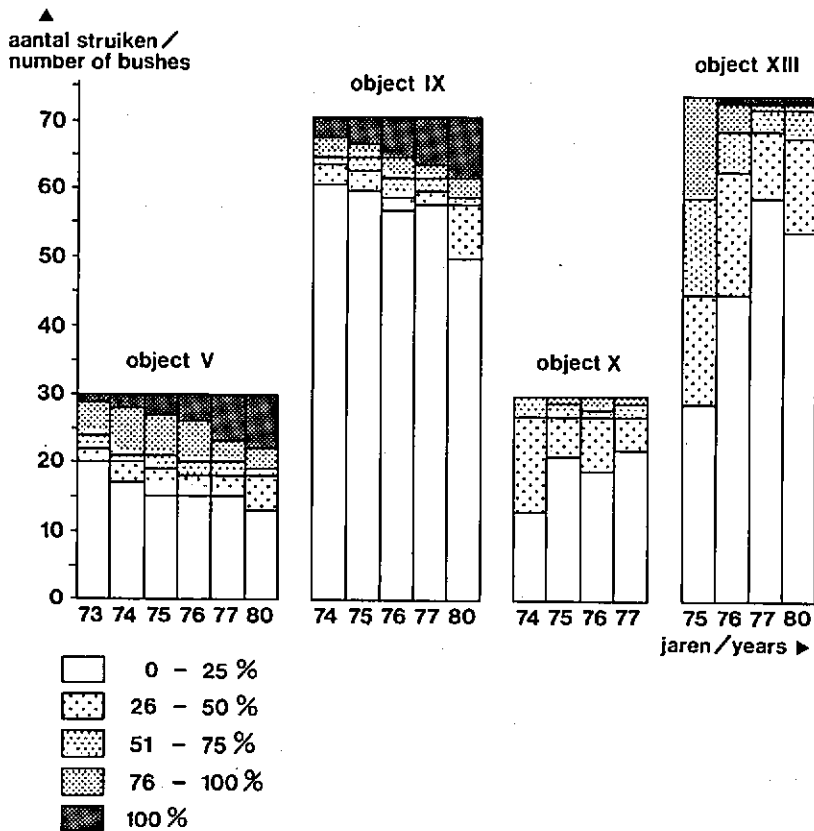 ▲
aantal struiken /
number of bushes
object IX
object XIII
70
60
50
40
object V
object X
30
20
10
0
73 74 75 76 77 80
74 75 76 77 80
74 75 76 77
75 76 77 80
jaren / years ►
0 - 25 %
26 - 50 %
51 - 75 %
76 - 100 %
100 %